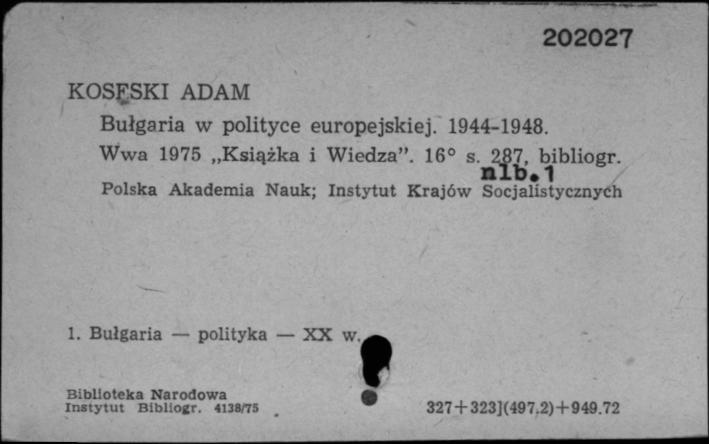 202027
KOSESKI ADAM
Bułgaria w polityce europejskiej. 1944-1948.
Wwa 1975 „Książka i Wiedza”. 16° s. 287, bibliogr.
nlb.1
Polska Akademia Nauk; Instytut Krajów Socjalistycznych
1. Bułgaria — polityka — XX w.
Biblioteka Narodowa
Instytut Bibliogr. 4138/75
327+323](497.2)+949.72